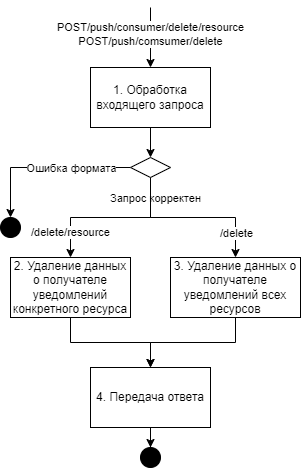 POST/push/consumer/delete/resource
POST/push/comsumer/delete
1. Обработка
входящего запроса
Ошибка формата
Запрос корректен
/delete/resource
/delete
2. Удаление данных
о получателе
уведомлений
конкретного ресурса
3. Удаление данных о
получателе
уведомлений всех
ресурсов
4. Передача ответа